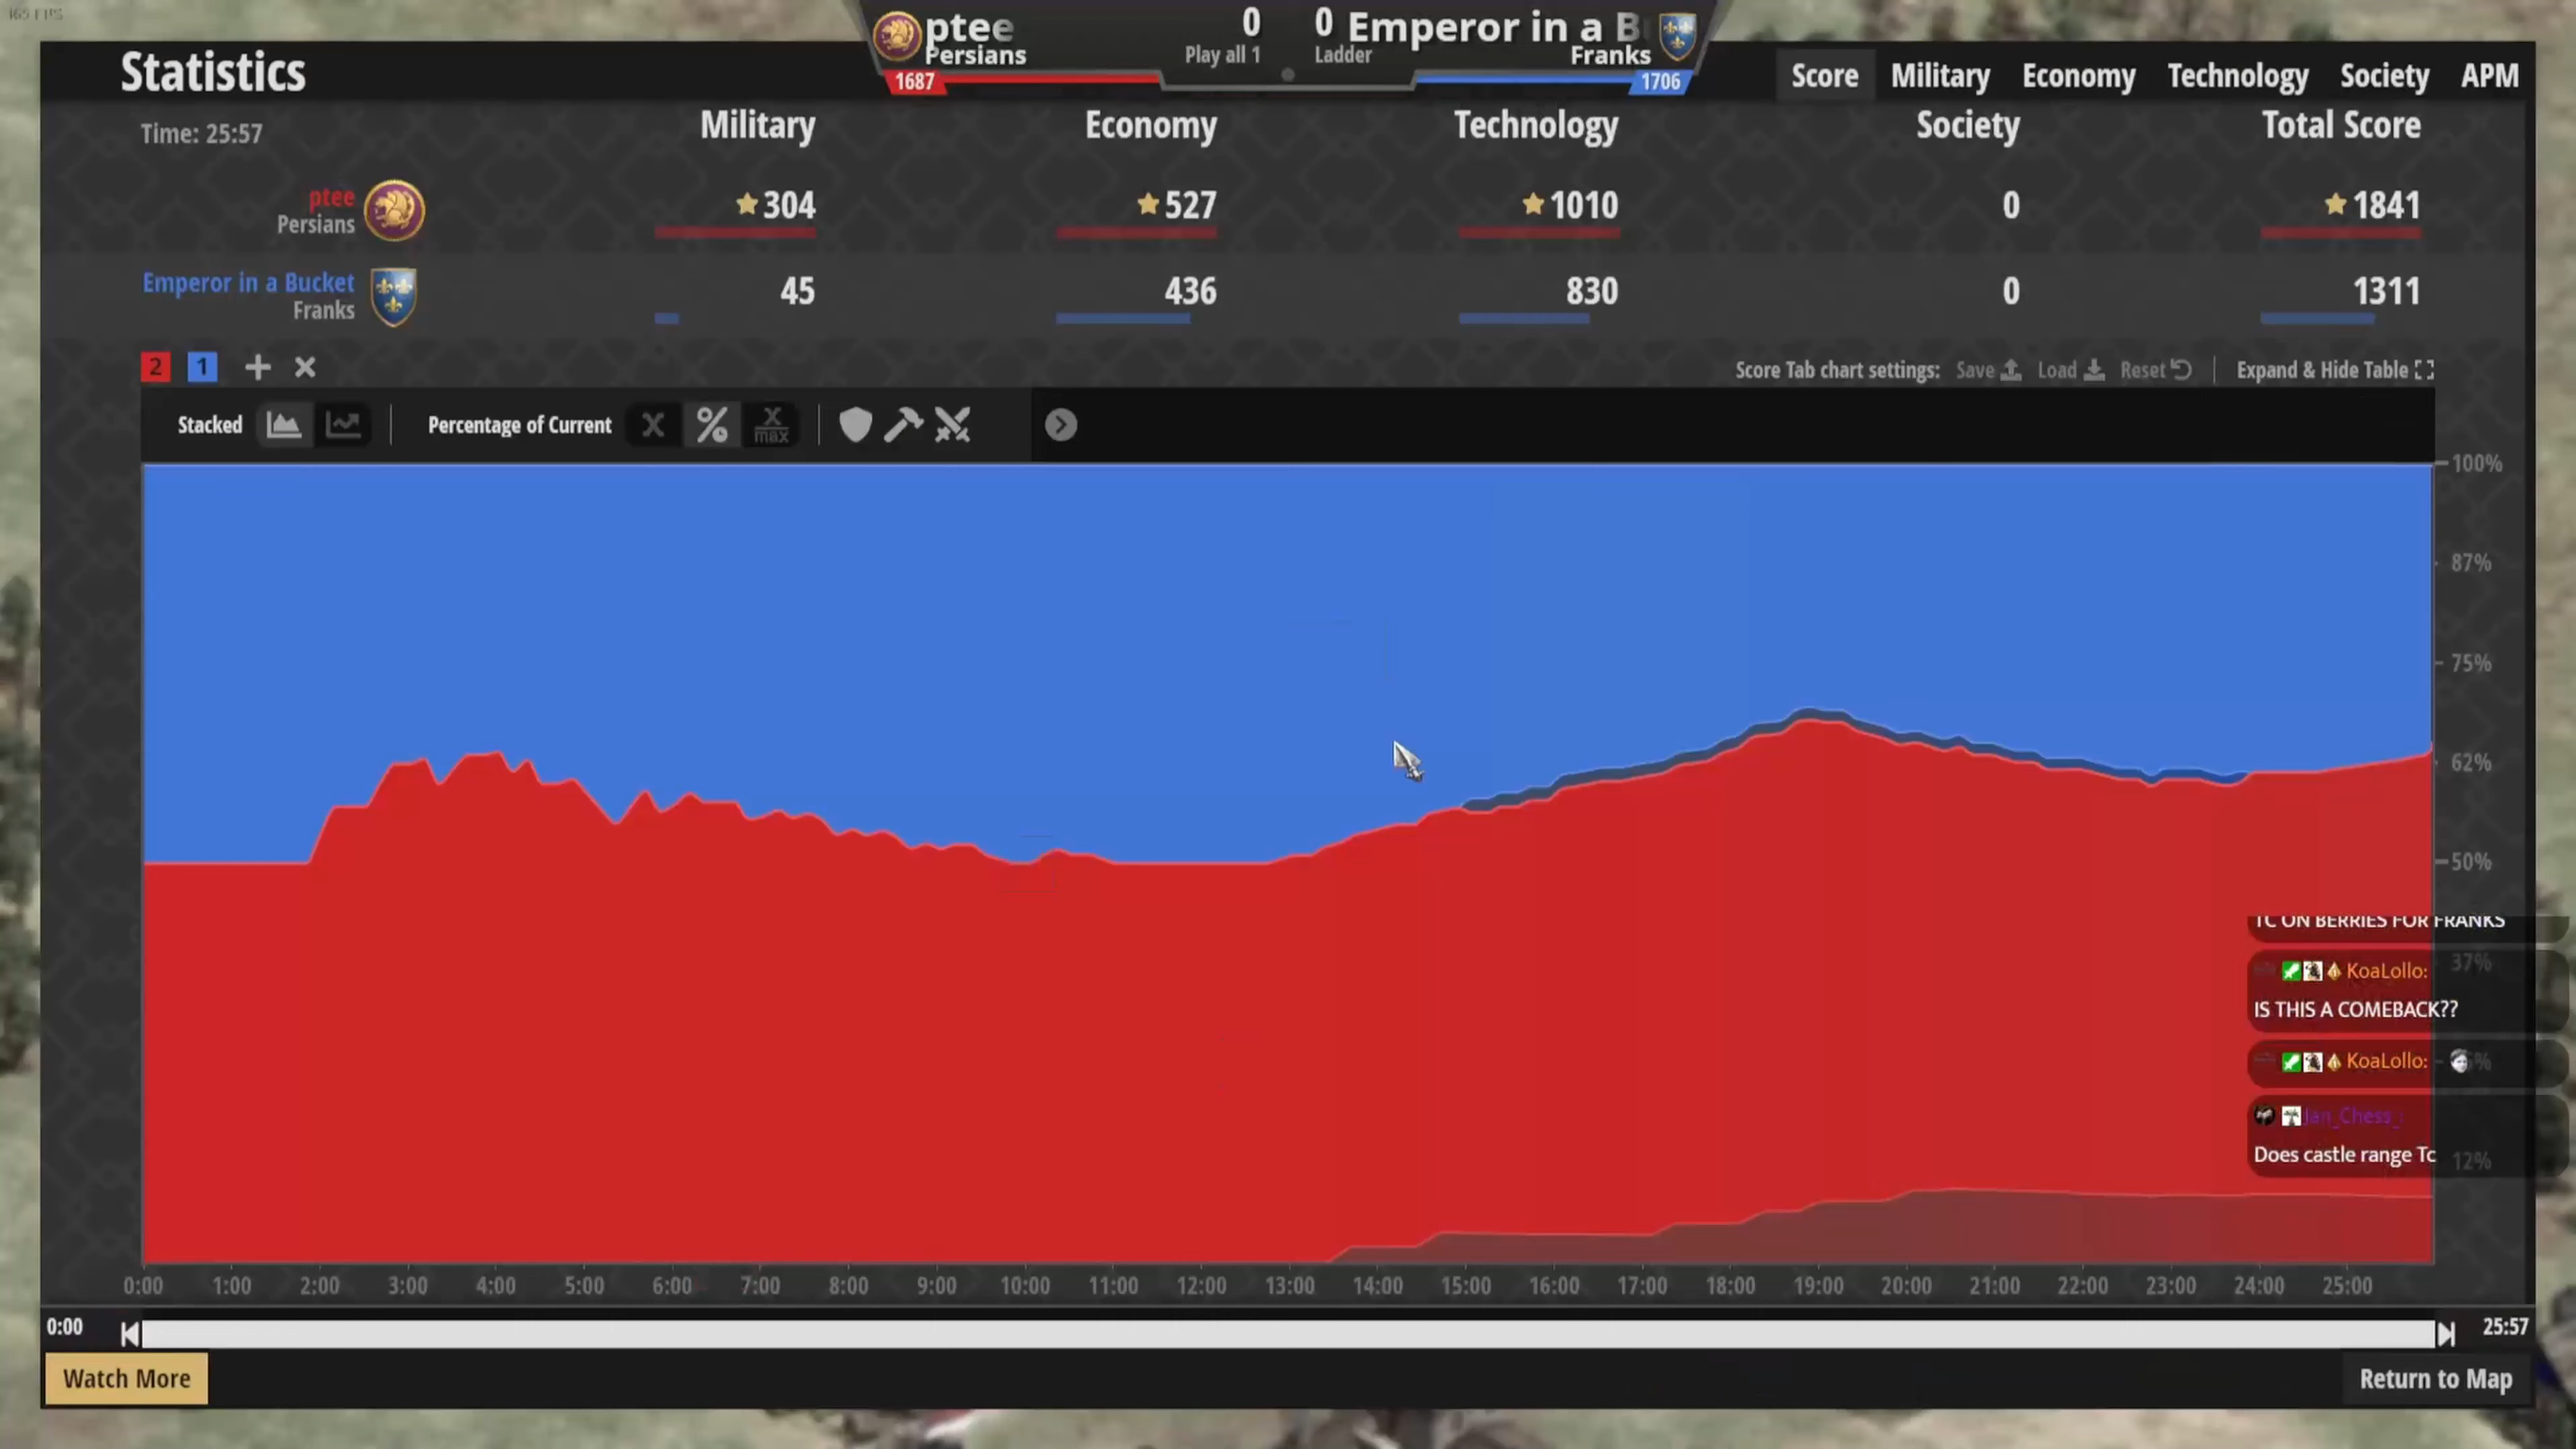 165 FPS
ptee
0
0
Emperor in a B
Persians
Play all 1
Ladder
Franks
1687
1706
Statistics
Score
Military
Economy
Technology
Society
APM
Time: 25:57
Military
Economy
Technology
Society
Total Score
ptee
Persians
304
527
1010
0
1841
Emperor in a Bucket
Franks
45
436
830
0
1311
2
1
Score Tab chart settings:
Save
Load
Reset
Expand & Hide Table
Stacked
Percentage of Current
X
%
X
max
100%
87%
75%
62%
50%
TC ON BERRIES FOR FRANKS
37%
KoaLollo:
IS THIS A COMEBACK??
KoaLollo:
Jan_Chess_:
Does castle range Tc
12%
0:00
1:00
2:00
3:00
4:00
5:00
6:00
7:00
8:00
9:00
10:00
11:00
12:00
13:00
14:00
15:00
16:00
17:00
18:00
19:00
20:00
21:00
22:00
23:00
24:00
25:00
0:00
25:57
Watch More
Return to Map